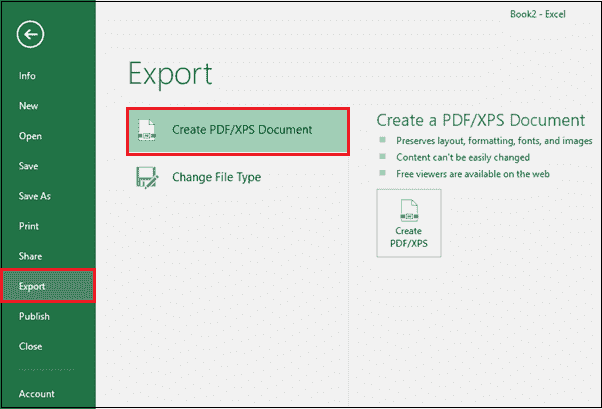 Book2 - Excel
Info
New
Open
Save
Save As
Print
Share
Export
Publish
Close
Account
Export
Create PDF/XPS Document
Change File Type
Create a PDF/XPS Document
Preserves layout, formatting, fonts, and images
Content can't be easily changed
Free viewers are available on the web
Create
PDF/XPS